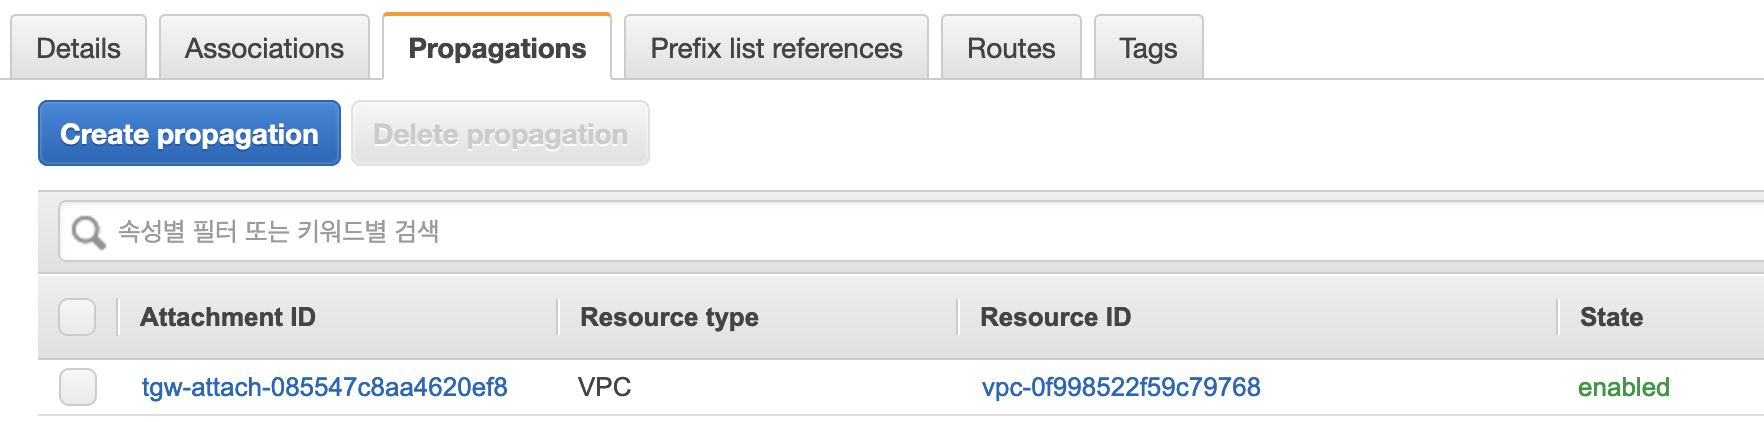 Details Associations Propagations Prefix list references Routes Tags
Create propagation Delete propagation
속성별 필터 또는 키워드별 검색
Attachment ID Resource type Resource ID State
tgw-attach-085547c8aa4620ef8 VPC vpc-0f998522f59c79768 enabled